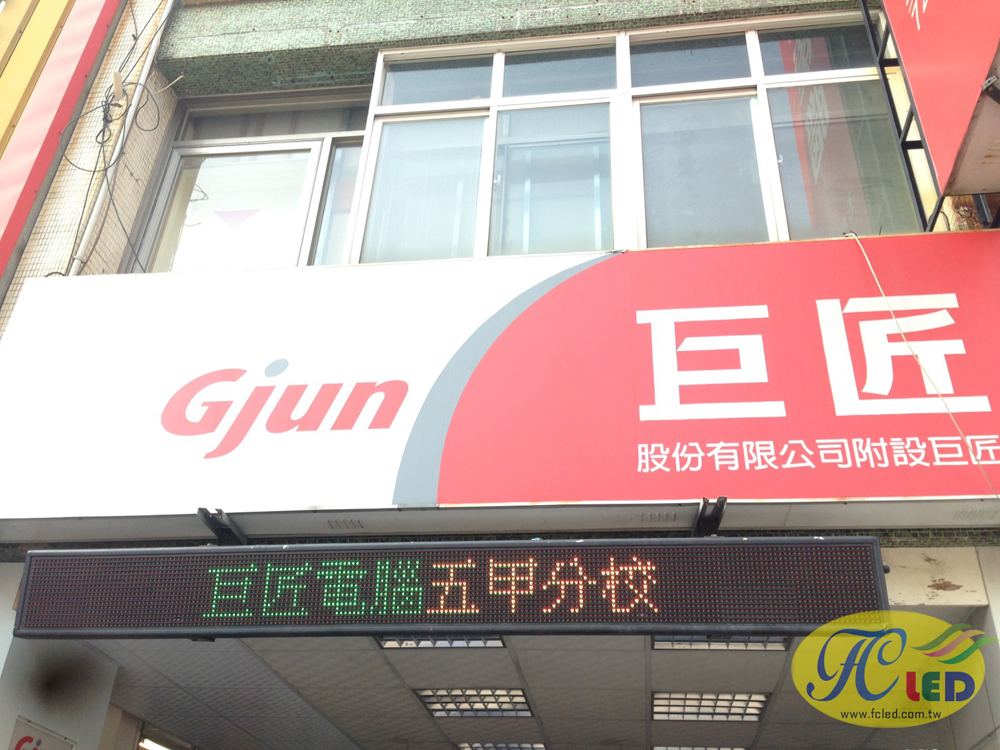 Gjun
巨匠
股份有限公司附設巨匠
巨匠電腦五甲分校
FC LED
www.fcled.com.tw